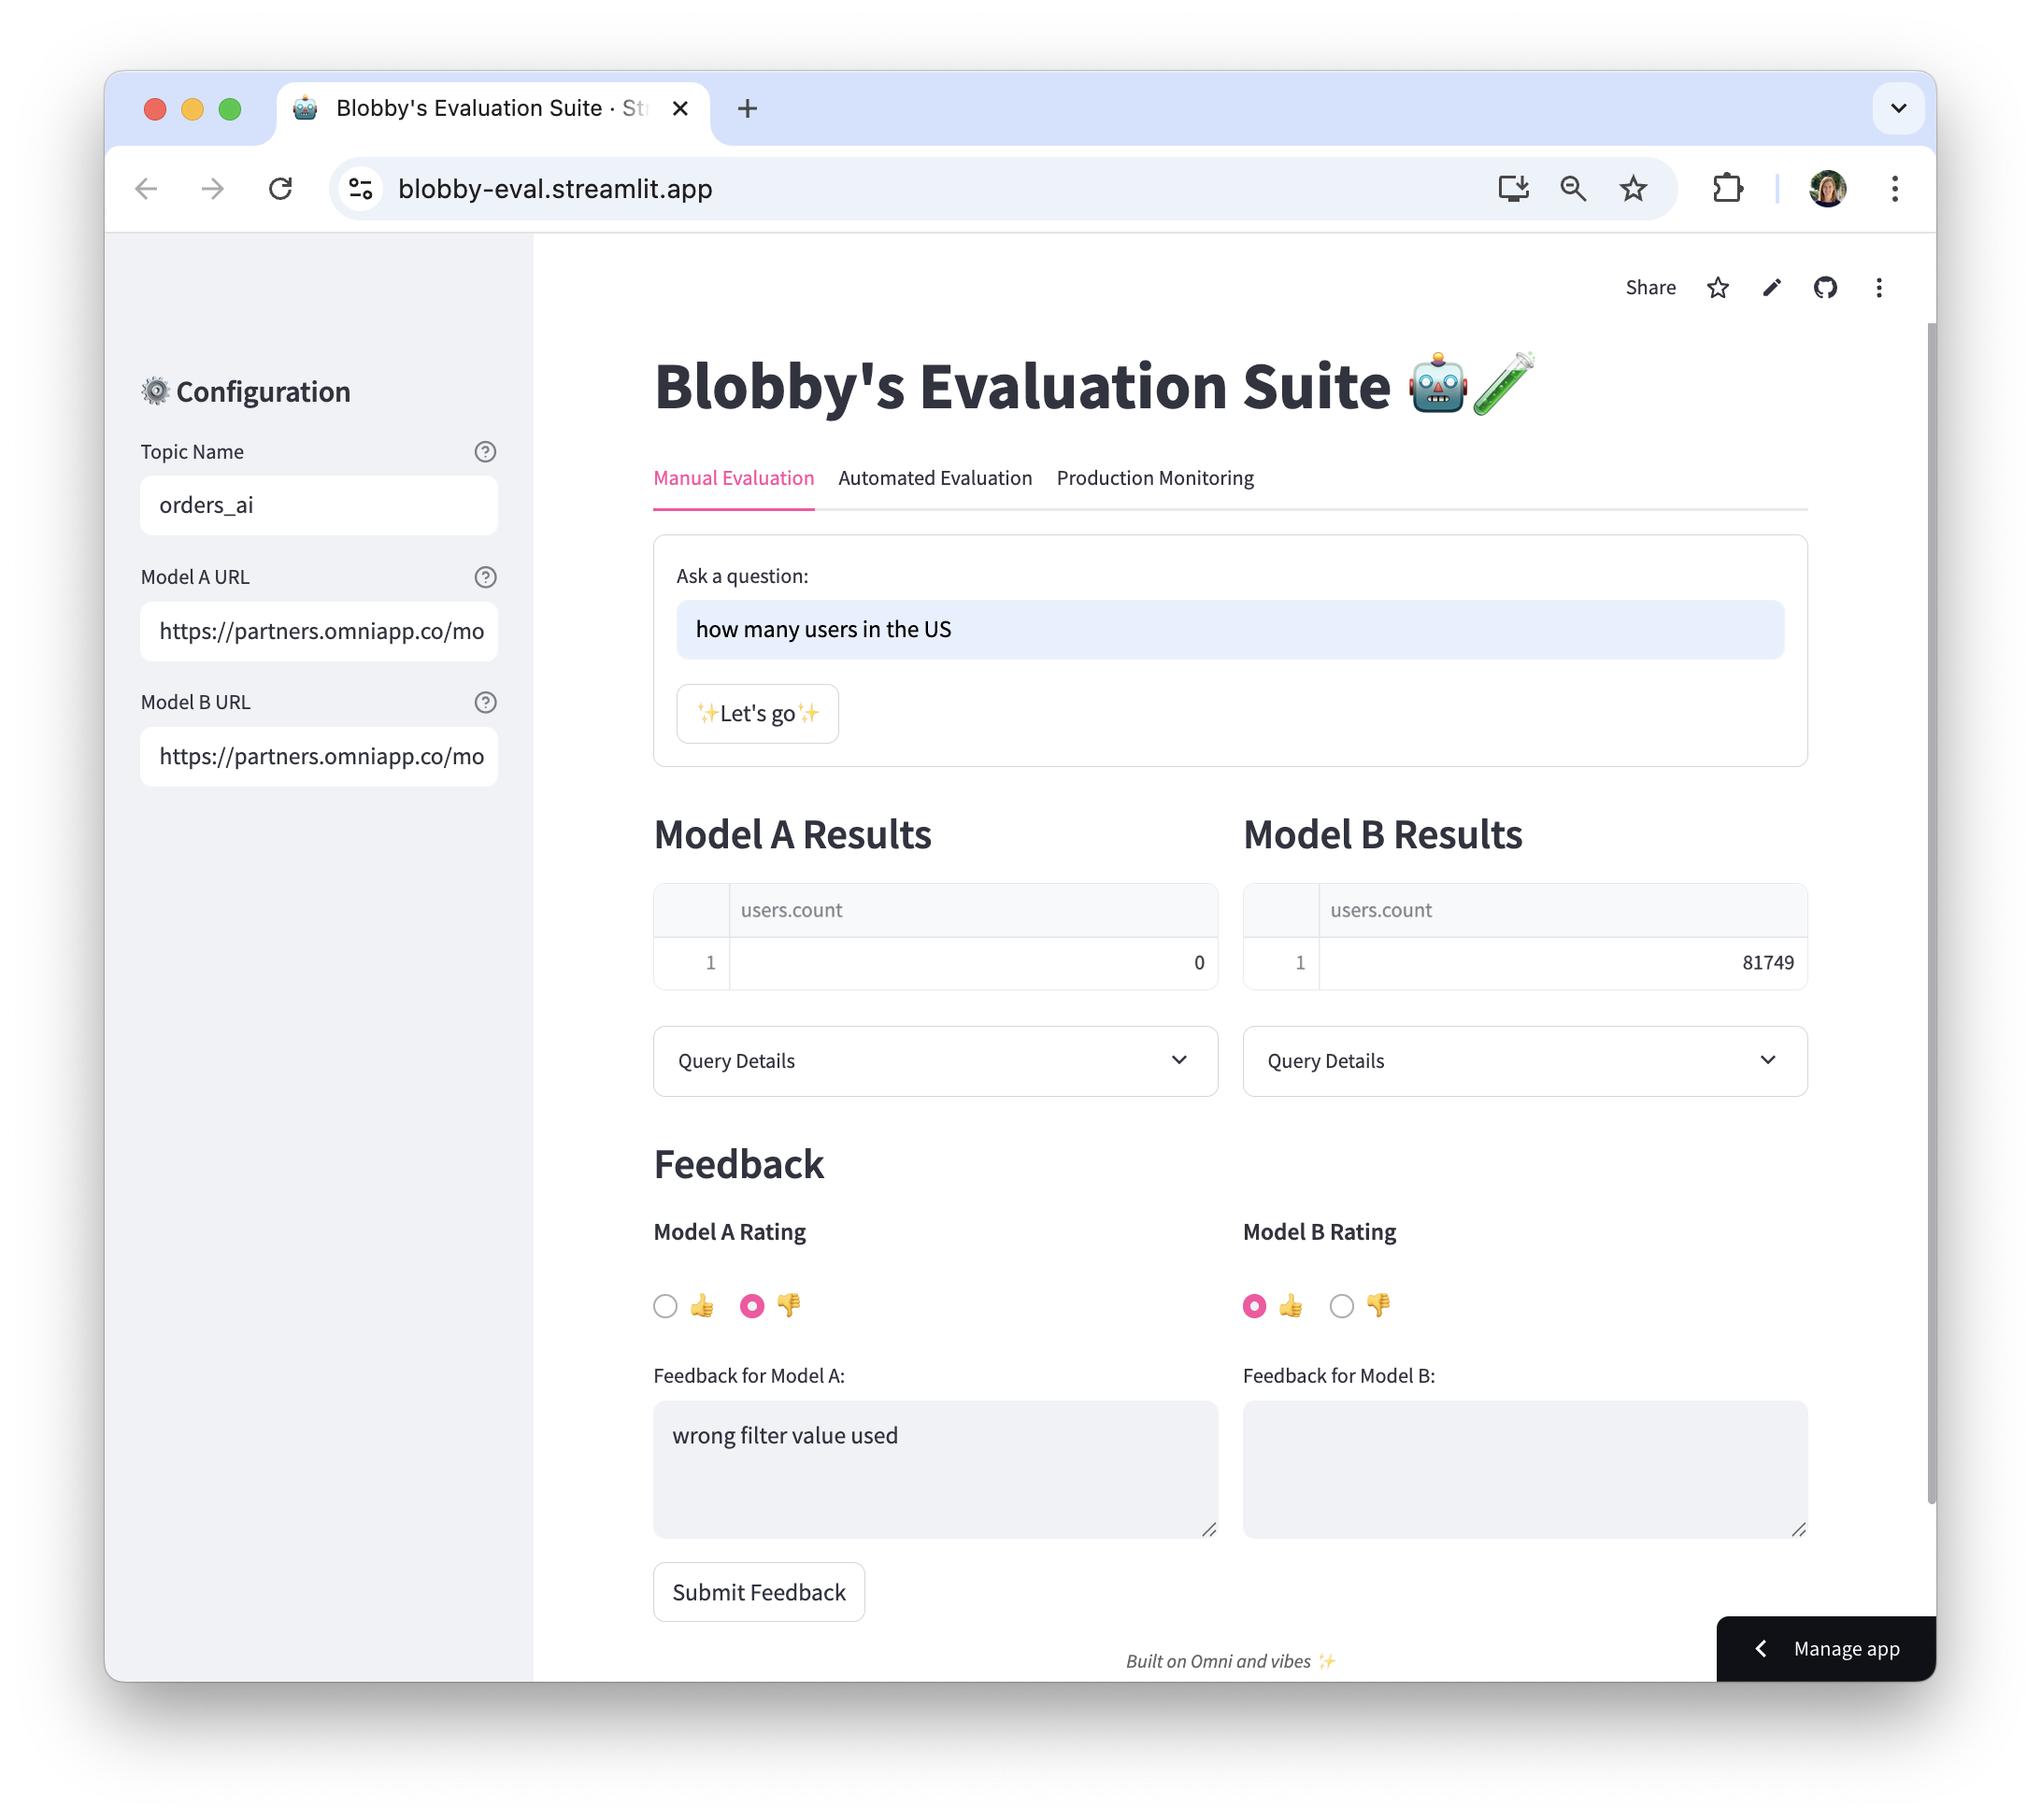 Blobby's Evaluation Suite · St
blobby-eval.streamlit.app
Share
Configuration
Topic Name
orders_ai
Model A URL
https://partners.omniapp.co/mo
Model B URL
https://partners.omniapp.co/mo
Blobby's Evaluation Suite
Manual Evaluation Automated Evaluation Production Monitoring
Ask a question:
how many users in the US
✨Let's go✨
Model A Results Model B Results
users.count users.count
1 0 1 81749
Query Details Query Details
Feedback
Model A Rating Model B Rating
Feedback for Model A: Feedback for Model B:
wrong filter value used
Submit Feedback
Built on Omni and vibes ✨
Manage app